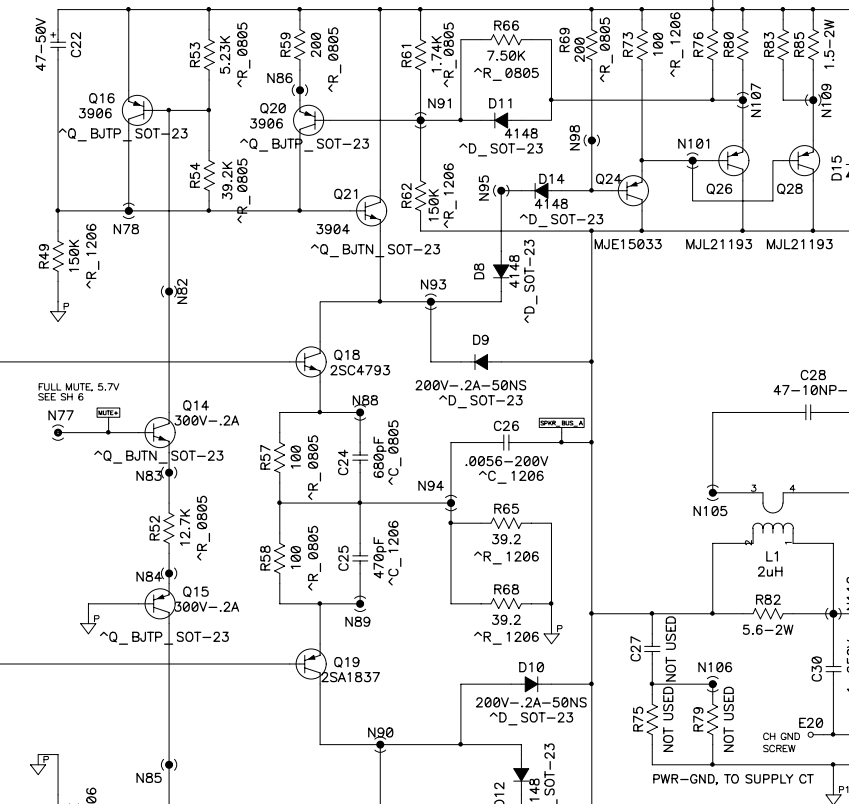 47-50V
C22
R53
5.23K
^R_0805
R59
200
^R_0805
R61
1.74K
^R_0805
R66
7.50K
^R_0805
R69
200
^R_0805
R73
100
^R_1206
R76
R80
R83
R85
1.5-2W
N86
Q16
3906
^Q_BJTP_SOT-23
Q20
3906
^Q_BJTP_SOT-23
N91
D11
4148
^D_SOT-23
N98
N107
N109
N101
D15
R54
39.2K
^R_0805
Q21
3904
^Q_BJTN_SOT-23
R62
150K
^R_1206
N95
D14
4148
^D_SOT-23
Q24
Q26
Q28
MJE15033
MJL21193
MJL21193
N78
R49
150K
^R_1206
P
N82
D8
4148
^D_SOT-23
N93
D9
200V-.2A-50NS
^D_SOT-23
Q18
2SC4793
FULL MUTE, 5.7V
SEE SH 6
N77
MUTE+
Q14
300V-.2A
^Q_BJTN_SOT-23
N83
N88
R57
100
^R_0805
C24
680pF
^C_0805
C26
.0056-200V
^C_1206
SPKR_BUS_A
C28
47-10NP-
N94
N105
3
4
R52
12.7K
^R_0805
R58
100
^R_0805
C25
470pF
^C_1206
R65
39.2
^R_1206
2
1
L1
2uH
N84
Q15
300V-.2A
^Q_BJTP_SOT-23
P
N89
R68
39.2
^R_1206
P
R82
5.6-2W
C27
NOT USED
N106
C30
Q19
2SA1837
D10
200V-.2A-50NS
^D_SOT-23
R75
NOT USED
R79
NOT USED
E20
CH GND
SCREW
N90
P
N85
D12
148
_SOT-23
PWR-GND, TO SUPPLY CT
P1
06